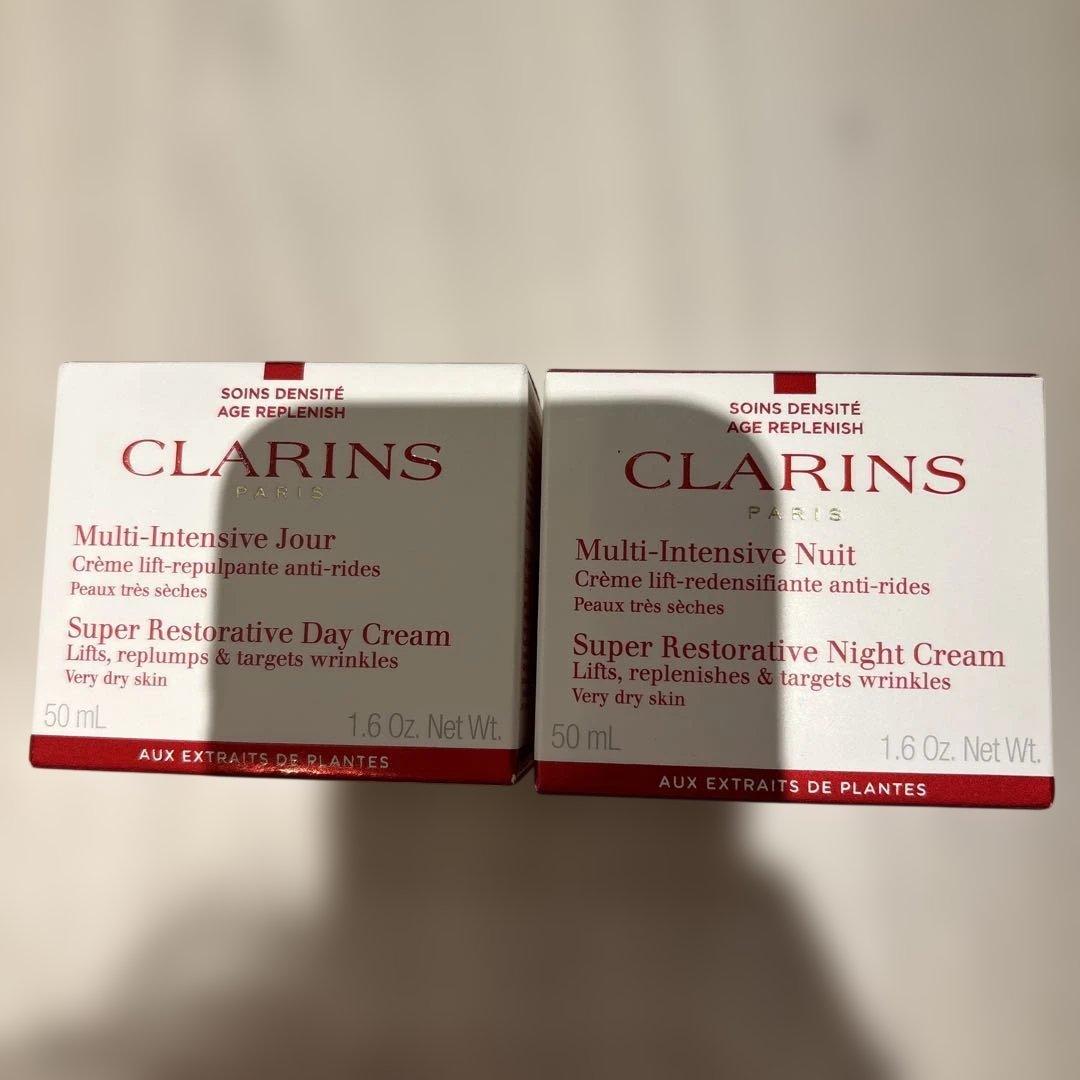 SOINS DENSITÉ
AGE REPLENISH
CLARINS
PARIS
Multi-Intensive Jour
Crème lift-repulpante anti-rides
Peaux très sèches
Super Restorative Day Cream
Lifts, replumps & targets wrinkles
Very dry skin
50 mL
1.6 Oz. Net Wt.
AUX EXTRAITS DE PLANTES
SOINS DENSITÉ
AGE REPLENISH
CLARINS
PARIS
Multi-Intensive Nuit
Crème lift-redensifiante anti-rides
Peaux très sèches
Super Restorative Night Cream
Lifts, replenishes & targets wrinkles
Very dry skin
50 mL
1.6 Oz. Net Wt.
AUX EXTRAITS DE PLANTES